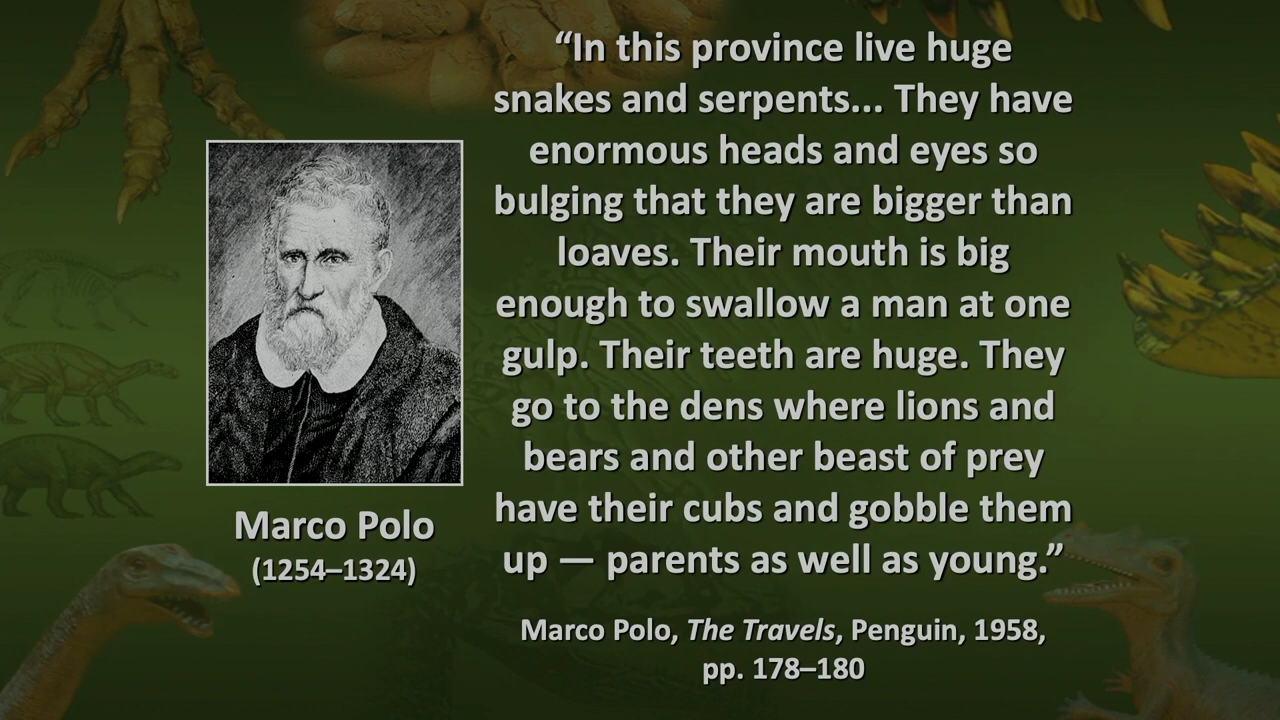 “In this province live huge
snakes and serpents... They have
enormous heads and eyes so
bulging that they are bigger than
loaves. Their mouth is big
enough to swallow a man at one
gulp. Their teeth are huge. They
go to the dens where lions and
bears and other beast of prey
have their cubs and gobble them
up — parents as well as young.”
Marco Polo, The Travels, Penguin, 1958,
pp. 178–180
Marco Polo
(1254–1324)